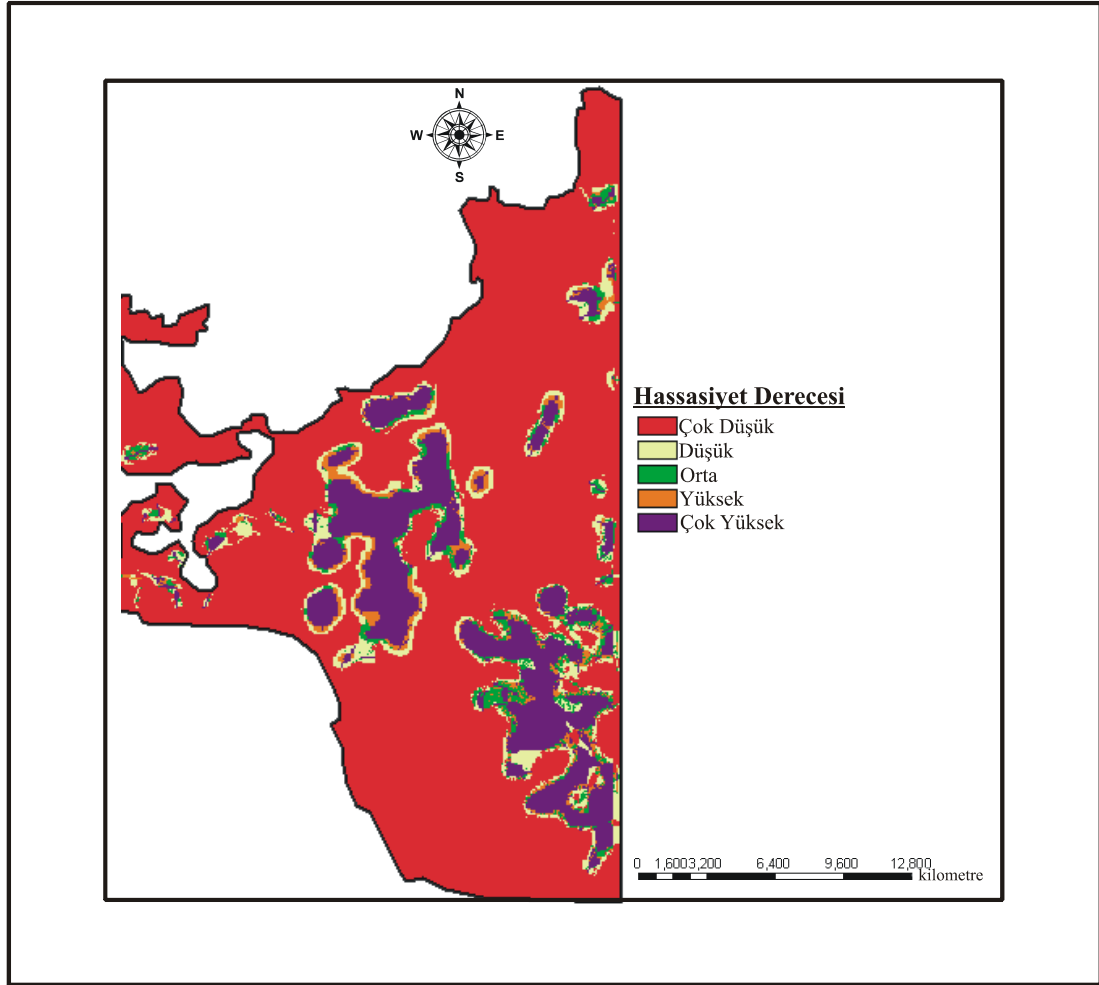 N
W E
S
Hassasiyet Derecesi
Çok Düşük
Düşük
Orta
Yüksek
Çok Yüksek
0 1,6003,200 6,400 9,600 12,800
kilometre